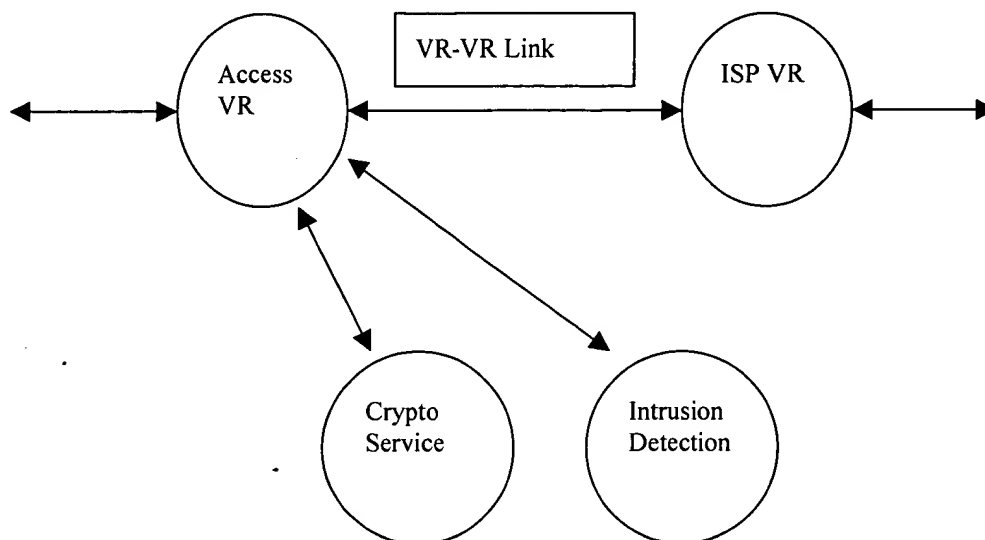 Access
VR
VR-VR Link
ISP VR
Crypto
Service
Intrusion
Detection